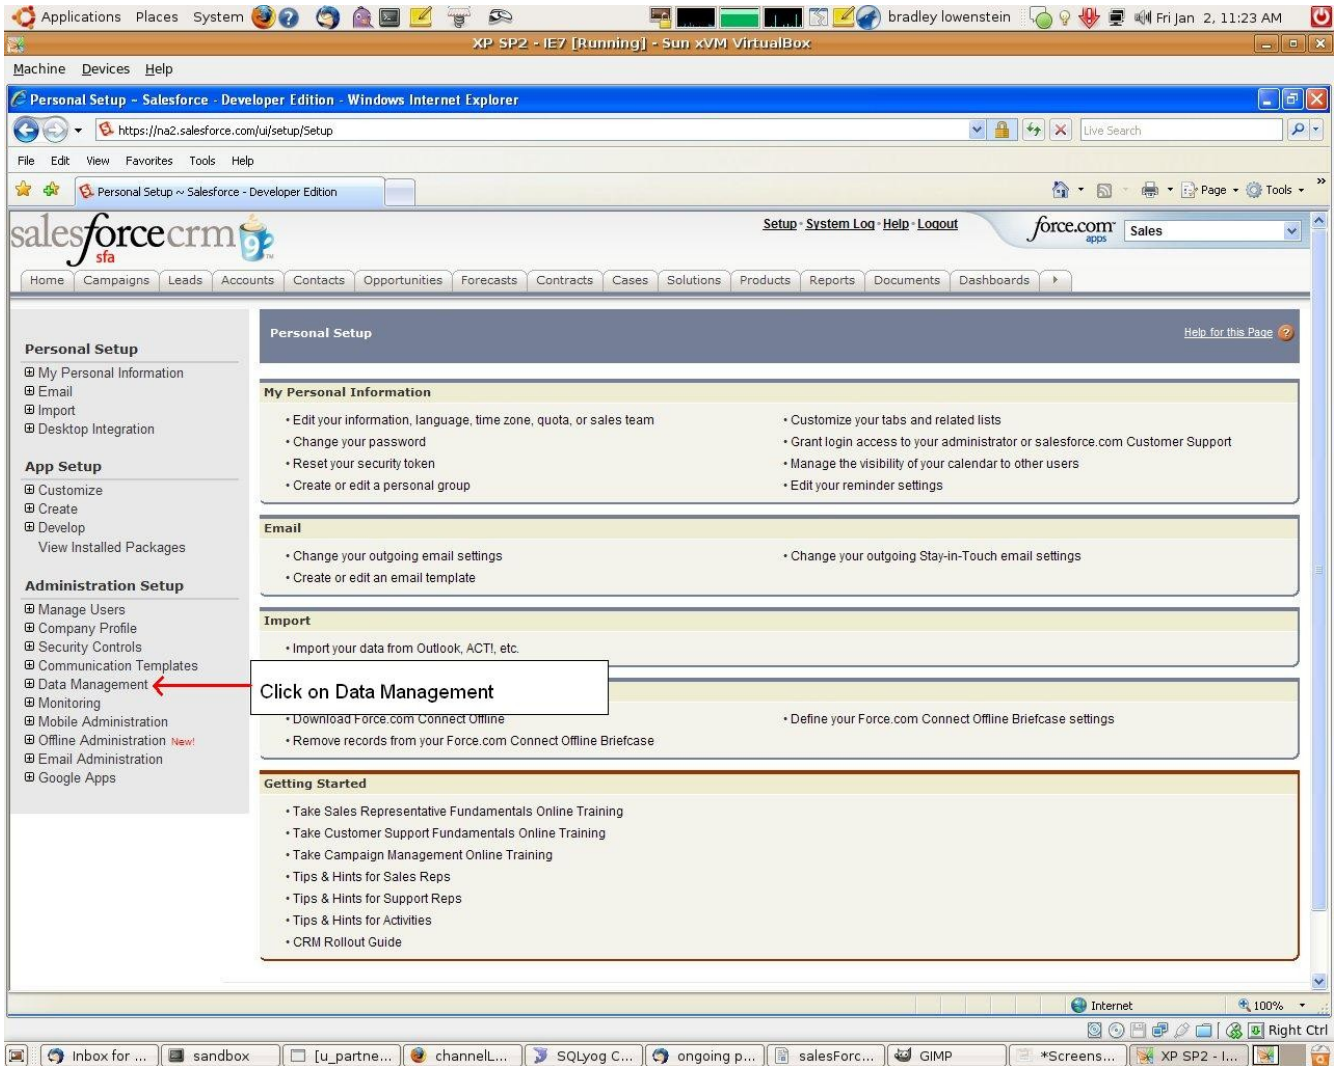 Applications Places System bradley lowenstein Fri Jan 2, 11:23 AM
XP SP2 - IE7 [Running] - Sun xVM VirtualBox
Machine Devices Help
Personal Setup ~ Salesforce - Developer Edition - Windows Internet Explorer
https://na2.salesforce.com/ui/setup/Setup Live Search
File Edit View Favorites Tools Help
Personal Setup ~ Salesforce - Developer Edition Page Tools
salesforcecrm sfa
Setup · System Log · Help · Logout
force.com apps Sales
Home Campaigns Leads Accounts Contacts Opportunities Forecasts Contracts Cases Solutions Products Reports Documents Dashboards
Personal Setup
My Personal Information
Email
Import
Desktop Integration
App Setup
Customize
Create
Develop
View Installed Packages
Administration Setup
Manage Users
Company Profile
Security Controls
Communication Templates
Data Management
Monitoring
Mobile Administration
Offline Administration New!
Email Administration
Google Apps
Click on Data Management
Personal Setup
Help for this Page ?
My Personal Information
• Edit your information, language, time zone, quota, or sales team
• Change your password
• Reset your security token
• Create or edit a personal group
• Customize your tabs and related lists
• Grant login access to your administrator or salesforce.com Customer Support
• Manage the visibility of your calendar to other users
• Edit your reminder settings
Email
• Change your outgoing email settings
• Create or edit an email template
• Change your outgoing Stay-in-Touch email settings
Import
• Import your data from Outlook, ACT!, etc.
• Download Force.com Connect Offline
• Remove records from your Force.com Connect Offline Briefcase
• Define your Force.com Connect Offline Briefcase settings
Getting Started
• Take Sales Representative Fundamentals Online Training
• Take Customer Support Fundamentals Online Training
• Take Campaign Management Online Training
• Tips & Hints for Sales Reps
• Tips & Hints for Support Reps
• Tips & Hints for Activities
• CRM Rollout Guide
Internet 100%
Right Ctrl
Inbox for ... sandbox [u_partne... channelL... SQLyog C... ongoing p... salesForc... GIMP *Screens... XP SP2 - I...